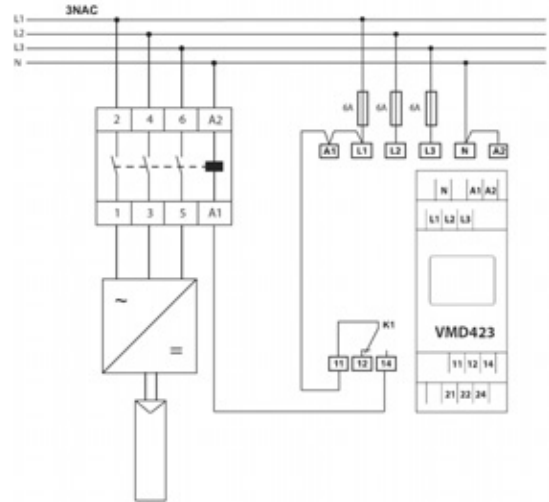 3NAC
L1
L2
L3
N
6A 6A 6A
2 4 6 A2
A1 L1 L2 L3 N A2
N A1 A2
1 3 5 A1
L1 L2 L3
~
=
K1
VMD423
11 12 14
11 12 14
21 22 24